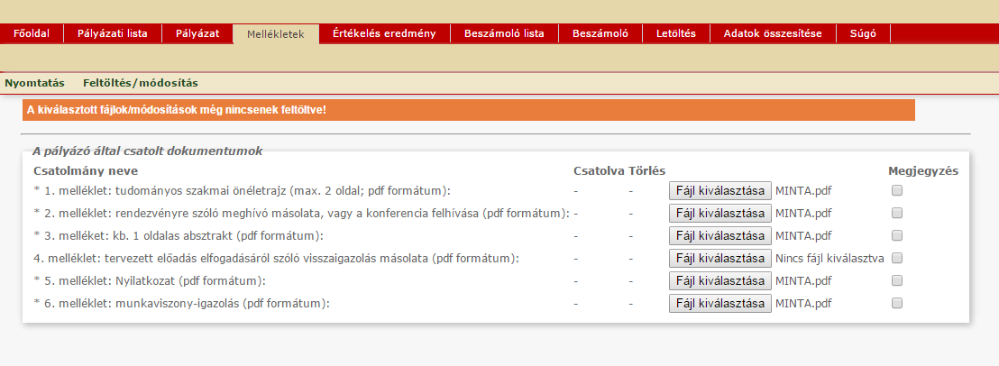 Főoldal Pályázati lista Pályázat Mellékletek Értékelés eredmény Beszámoló lista Beszámoló Letöltés Adatok összesítése Súgó
Nyomtatás Feltöltés/módosítás
A kiválasztott fájlok/módosítások még nincsenek feltöltve!
A pályázó által csatolt dokumentumok
Csatolmány neve Csatolva Törlés Megjegyzés
* 1. melléklet: tudományos szakmai önéletrajz (max. 2 oldal; pdf formátum): - - Fájl kiválasztása MINTA.pdf
* 2. melléklet: rendezvényre szóló meghívó másolata, vagy a konferencia felhívása (pdf formátum): - - Fájl kiválasztása MINTA.pdf
* 3. melléket: kb. 1 oldalas absztrakt (pdf formátum): - - Fájl kiválasztása MINTA.pdf
4. melléklet: tervezett előadás elfogadásáról szóló visszaigazolás másolata (pdf formátum): - - Fájl kiválasztása Nincs fájl kiválasztva
* 5. melléklet: Nyilatkozat (pdf formátum): - - Fájl kiválasztása MINTA.pdf
* 6. melléklet: munkaviszony-igazolás (pdf formátum): - - Fájl kiválasztása MINTA.pdf